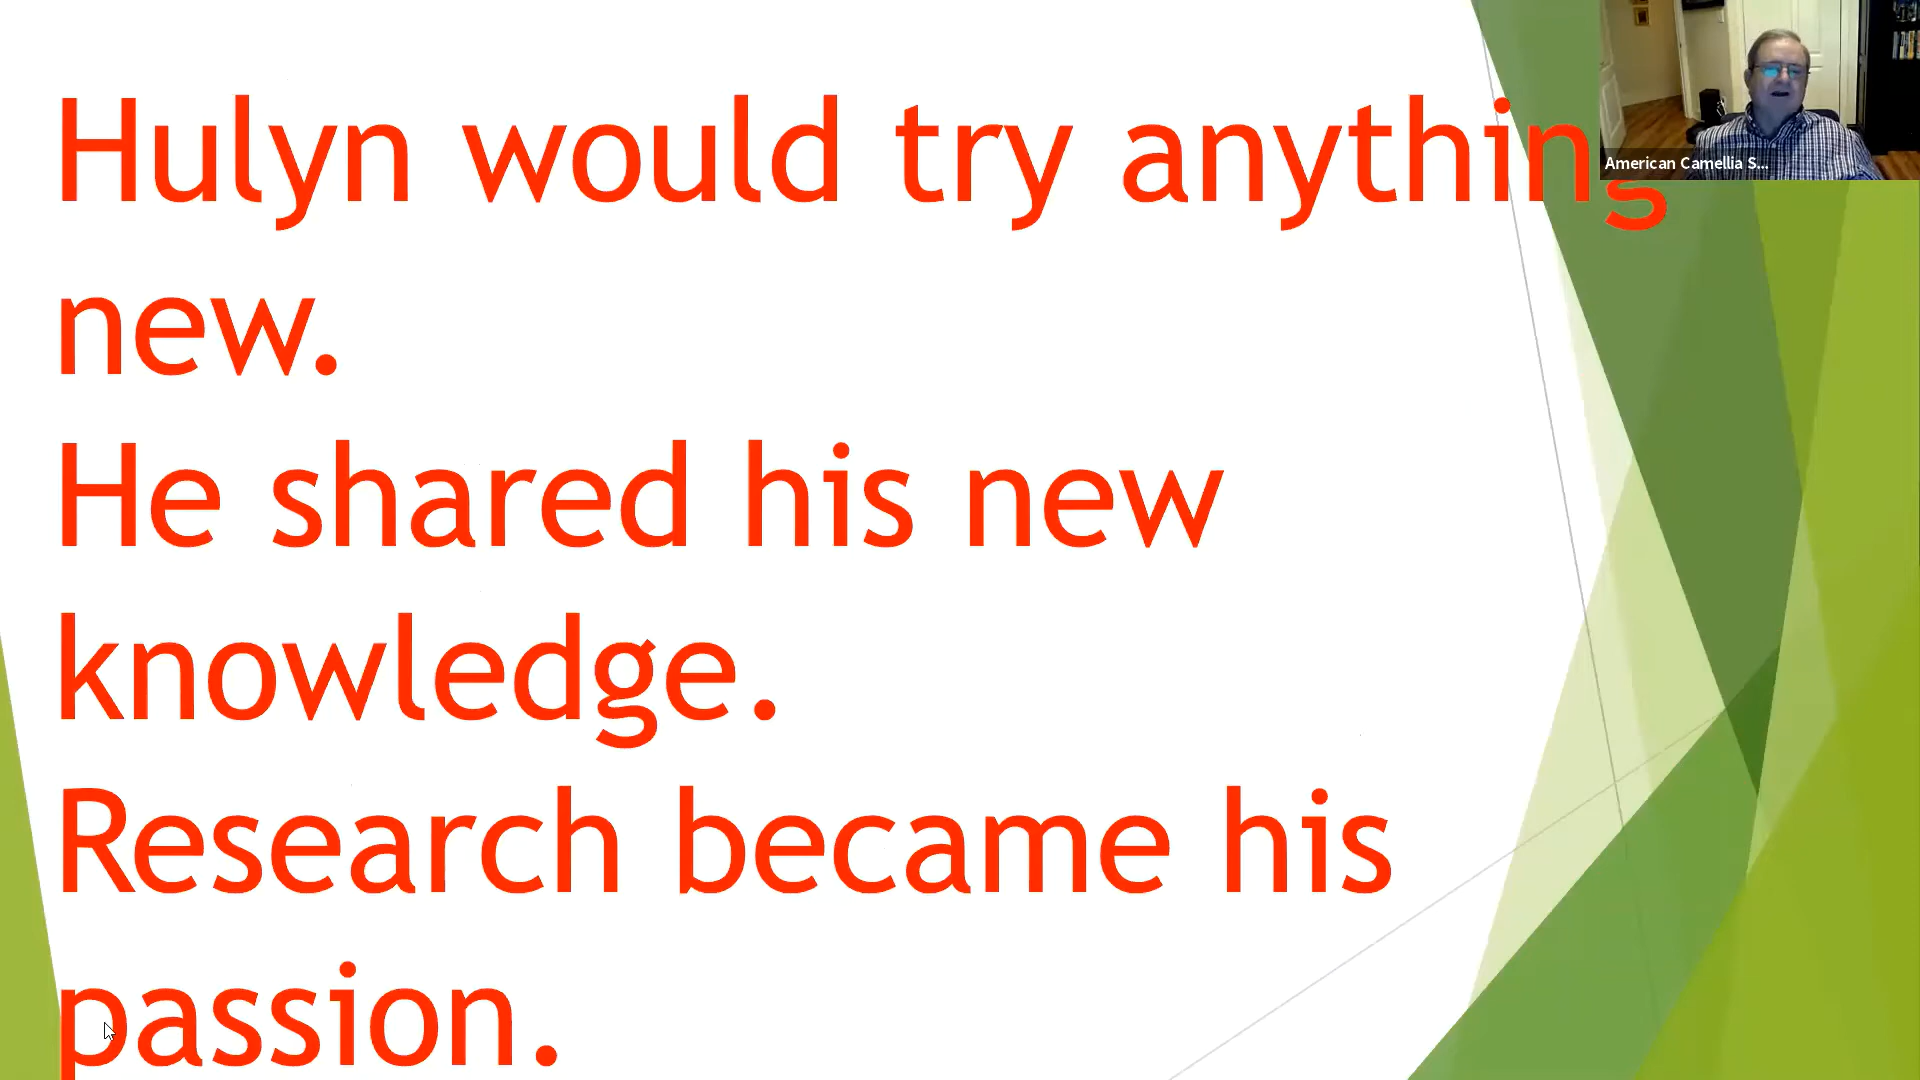 Hulyn would try anything
new.
He shared his new
knowledge.
Research became his
passion.
American Camellia S...